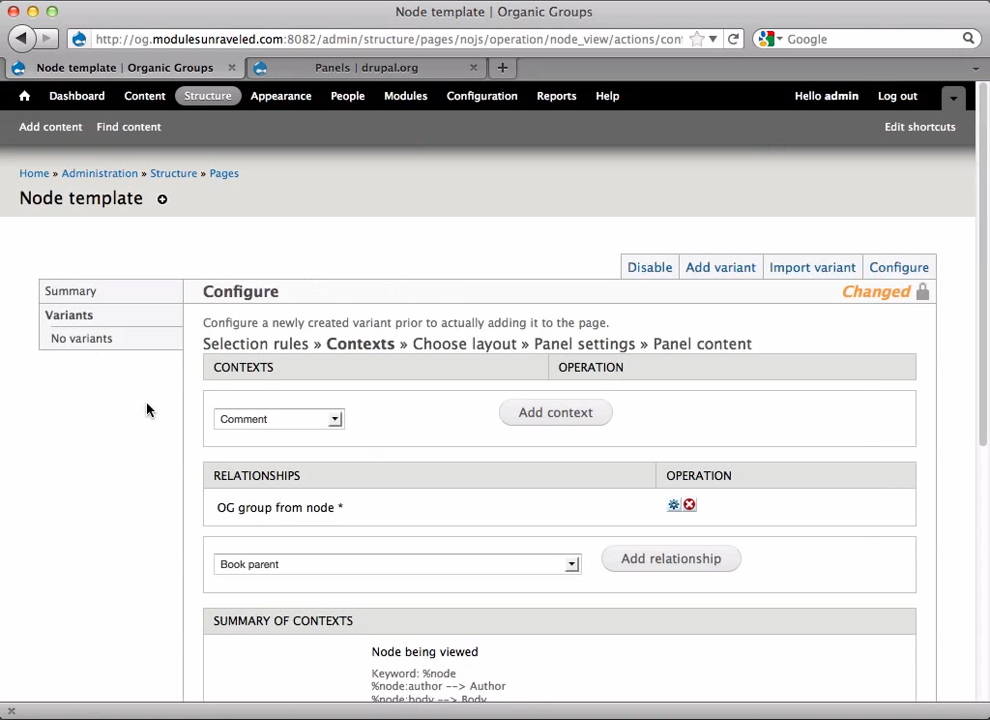 Node template | Organic Groups
http://og.modulesunraveled.com:8082/admin/structure/pages/nojs/operation/node_view/actions/con
Google
Node template | Organic Groups
Panels | drupal.org
Dashboard Content Structure Appearance People Modules Configuration Reports Help
Hello admin Log out
Add content Find content
Edit shortcuts
Home » Administration » Structure » Pages
Node template
Disable Add variant Import variant Configure
Summary
Variants
No variants
Configure
Changed
Configure a newly created variant prior to actually adding it to the page.
Selection rules » Contexts » Choose layout » Panel settings » Panel content
CONTEXTS OPERATION
Comment Add context
RELATIONSHIPS OPERATION
OG group from node *
Book parent Add relationship
SUMMARY OF CONTEXTS
Node being viewed
Keyword: %node
%node:author --> Author
%node:body --> Body